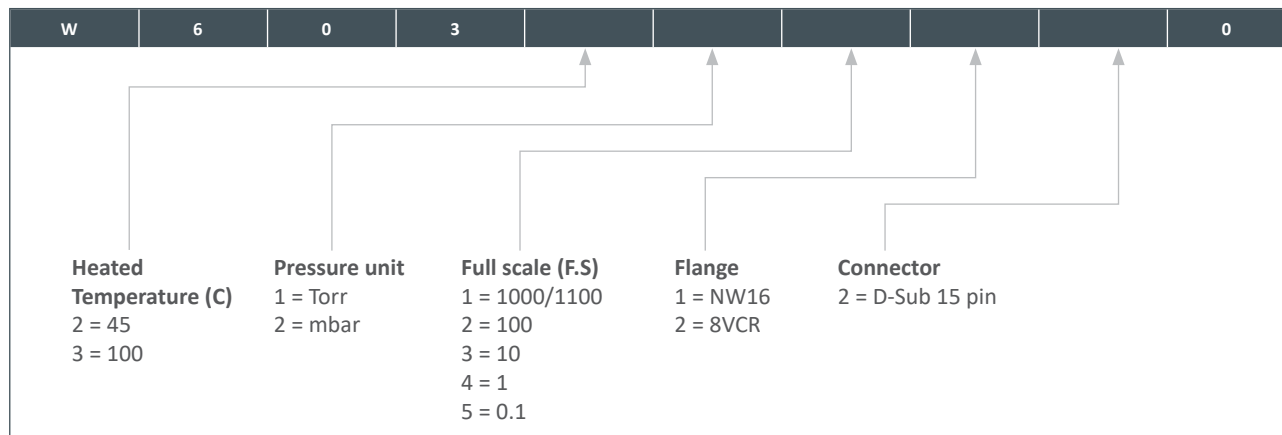 W 6 0 3 0
Heated
Temperature (C)
2 = 45
3 = 100
Pressure unit
1 = Torr
2 = mbar
Full scale (F.S)
1 = 1000/1100
2 = 100
3 = 10
4 = 1
5 = 0.1
Flange
1 = NW16
2 = 8VCR
Connector
2 = D-Sub 15 pin